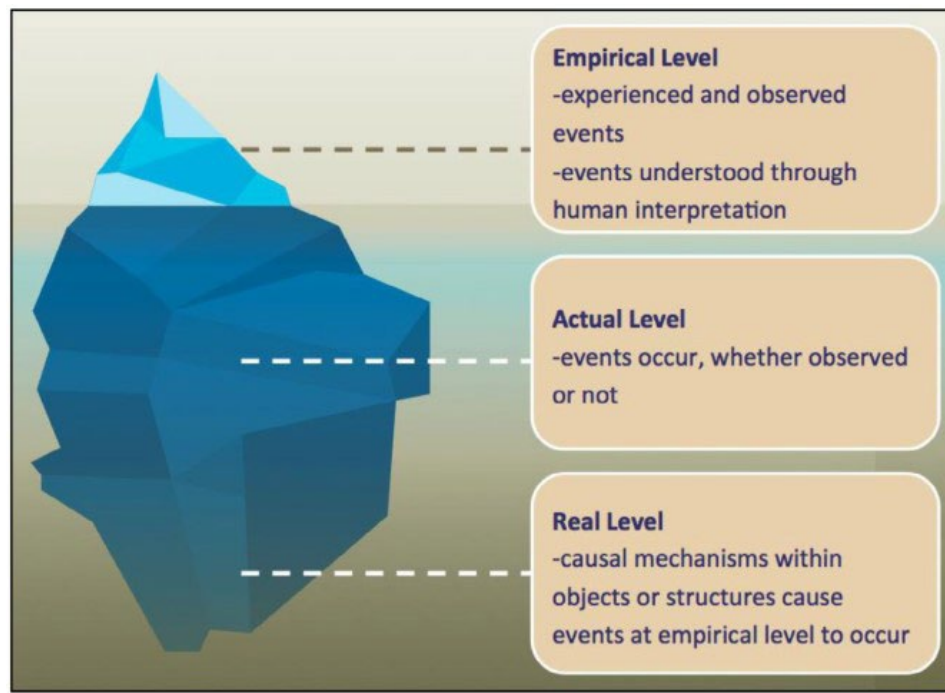 Empirical Level
-experienced and observed
events
-events understood through
human interpretation
Actual Level
-events occur, whether observed
or not
Real Level
-causal mechanisms within
objects or structures cause
events at empirical level to occur